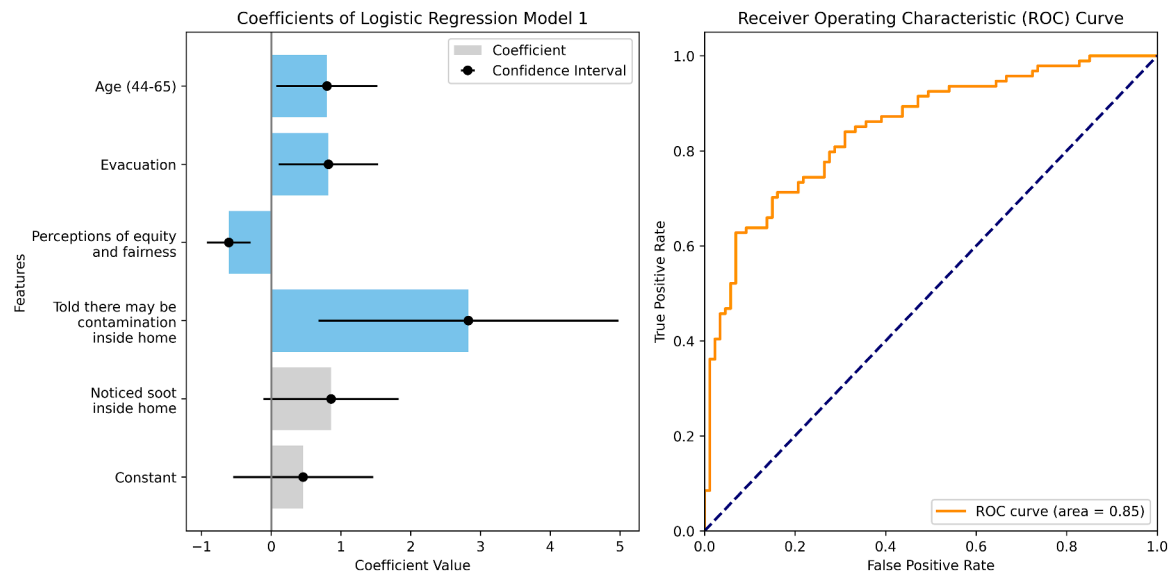 Coefficients of Logistic Regression Model 1
Coefficient
Confidence Interval
Features
Age (44-65)
Evacuation
Perceptions of equity
and fairness
Told there may be
contamination
inside home
Noticed soot
inside home
Constant
−1 0 1 2 3 4 5
Coefficient Value
Receiver Operating Characteristic (ROC) Curve
True Positive Rate
1.0
0.8
0.6
0.4
0.2
0.0
ROC curve (area = 0.85)
0.0 0.2 0.4 0.6 0.8 1.0
False Positive Rate